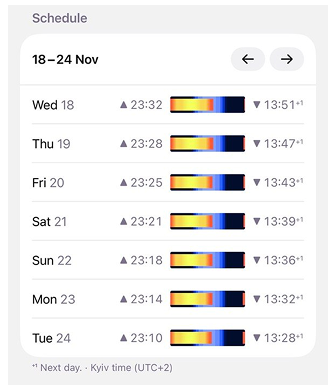 Schedule
18–24 Nov ← →
Wed 18 ▲ 23:32 ▼ 13:51⁺¹
Thu 19 ▲ 23:28 ▼ 13:47⁺¹
Fri 20 ▲ 23:25 ▼ 13:43⁺¹
Sat 21 ▲ 23:21 ▼ 13:39⁺¹
Sun 22 ▲ 23:18 ▼ 13:36⁺¹
Mon 23 ▲ 23:14 ▼ 13:32⁺¹
Tue 24 ▲ 23:10 ▼ 13:28⁺¹
⁺¹ Next day. · Kyiv time (UTC+2)